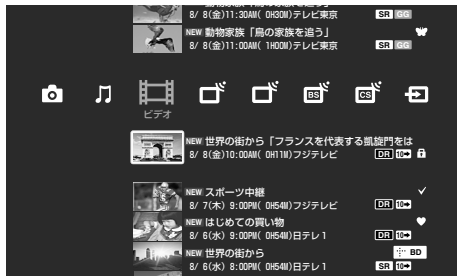 8/ 8(金)11:30AM( 0H30M)テレビ東京 SR GG
NEW 動物家族「鳥の家族を追う」
8/ 8(金)11:00AM( 1H00M)テレビ東京 SR GG
BS CS
ビデオ
NEW 世界の街から「フランスを代表する凱旋門をは
8/ 8(金)10:00AM( 0H11M)フジテレビ DR 10
NEW スポーツ中継
8/ 7(木) 9:00PM( 0H54M)フジテレビ DR 10
NEW はじめての買い物
8/ 6(水) 9:00PM( 0H54M)日テレ1 DR 10
NEW 世界の街から BD
8/ 6(水) 8:00PM( 0H54M)日テレ1 SR 10